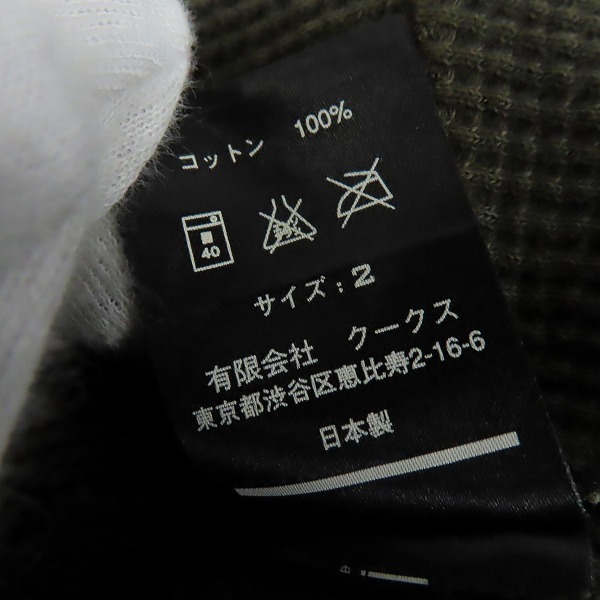 コットン 100%
40
サイズ：2
有限会社 クークス
東京都渋谷区恵比寿2-16-6
日本製